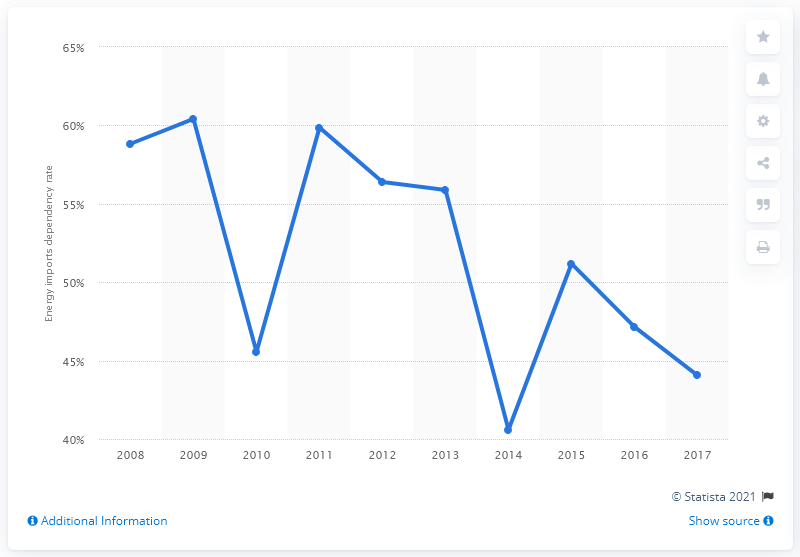 65%
60%
55%
50%
45%
40%
Energy imports dependency rate
2008 2009 2010 2011 2012 2013 2014 2015 2016 2017
© Statista 2021
Additional Information
Show source